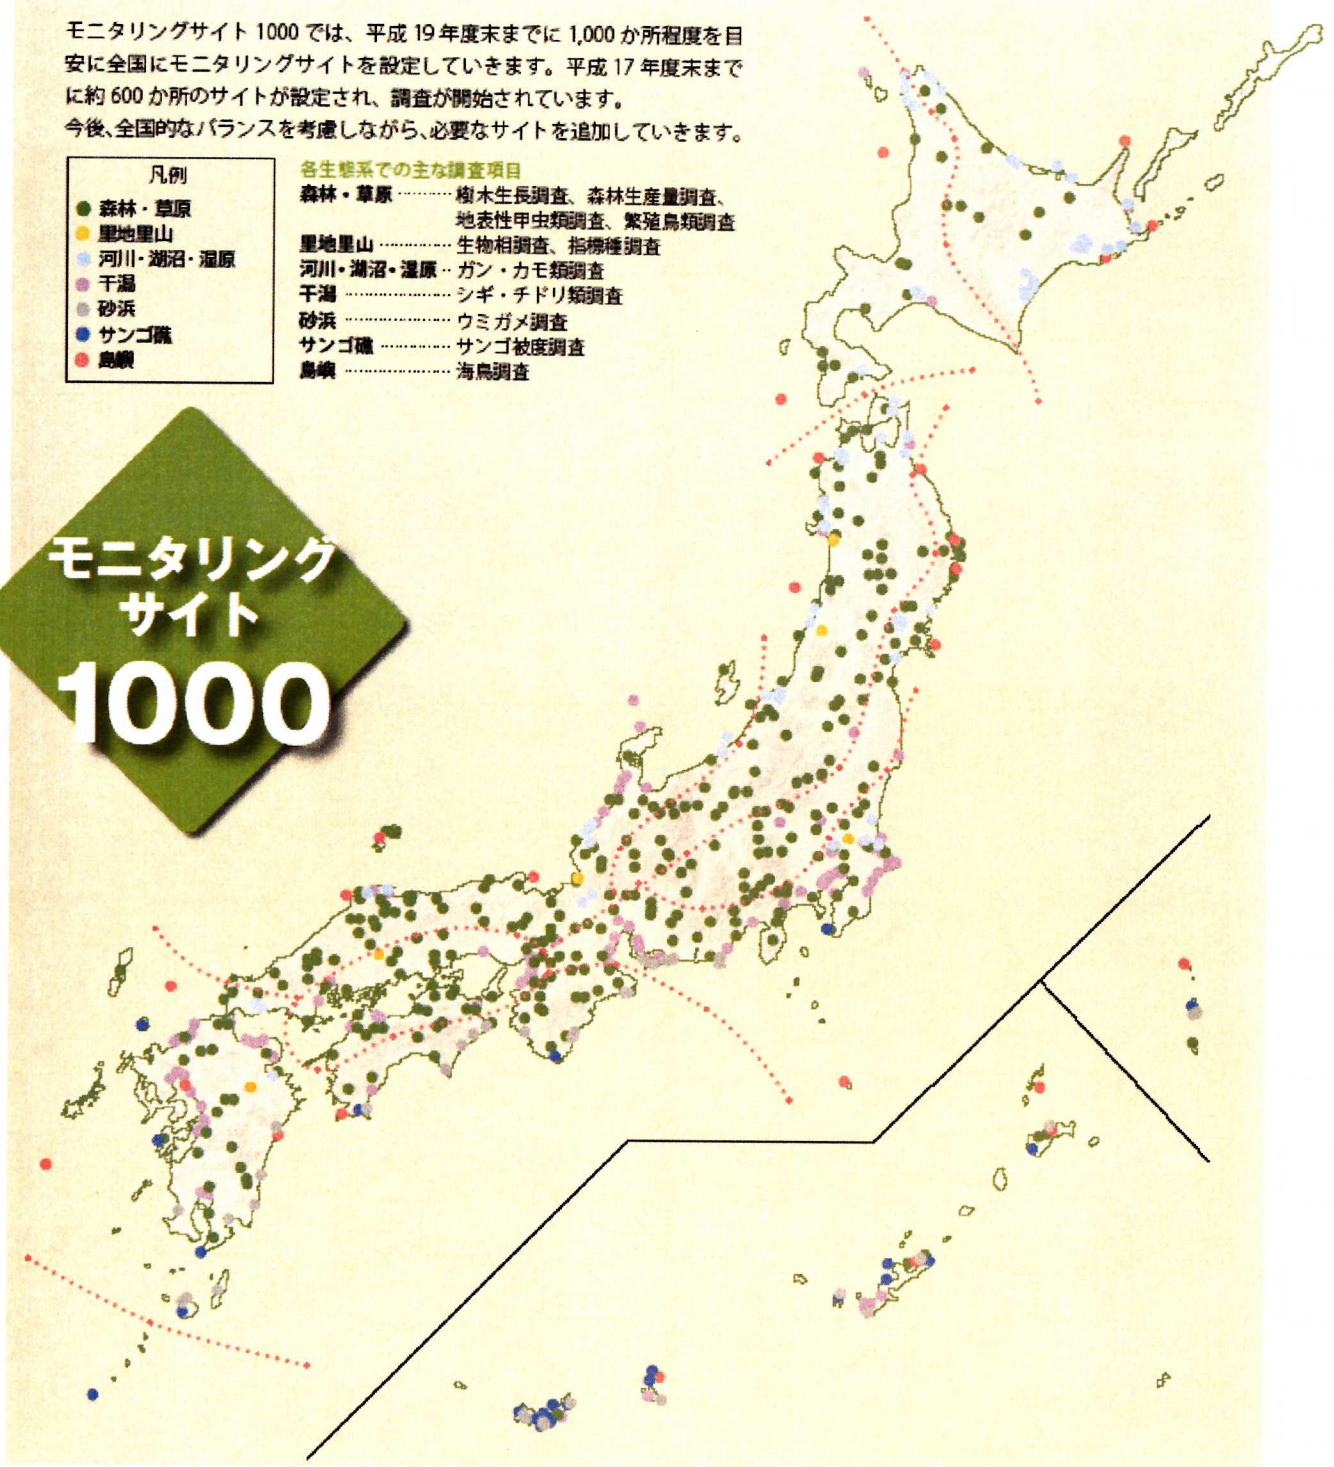 モニタリングサイト 1000 では、平成 19 年度末までに 1,000 か所程度を目
安に全国にモニタリングサイトを設定していきます。平成 17 年度末まで
に約 600 か所のサイトが設定され、調査が開始されています。
今後、全国的なバランスを考慮しながら、必要なサイトを追加していきます。
凡例
森林・草原
里地里山
河川・湖沼・湿原
干潟
砂浜
サンゴ礁
島嶼
各生態系での主な調査項目
森林・草原 ‥‥‥‥ 樹木生長調査、森林生産量調査、
地表性甲虫類調査、繁殖鳥類調査
里地里山 ‥‥‥‥‥ 生物相調査、指標種調査
河川・湖沼・湿原 ‥ ガン・カモ類調査
干潟 ‥‥‥‥‥‥‥ シギ・チドリ類調査
砂浜 ‥‥‥‥‥‥‥ ウミガメ調査
サンゴ礁 ‥‥‥‥‥ サンゴ被度調査
島嶼 ‥‥‥‥‥‥‥ 海鳥調査
モニタリング
サイト
1000